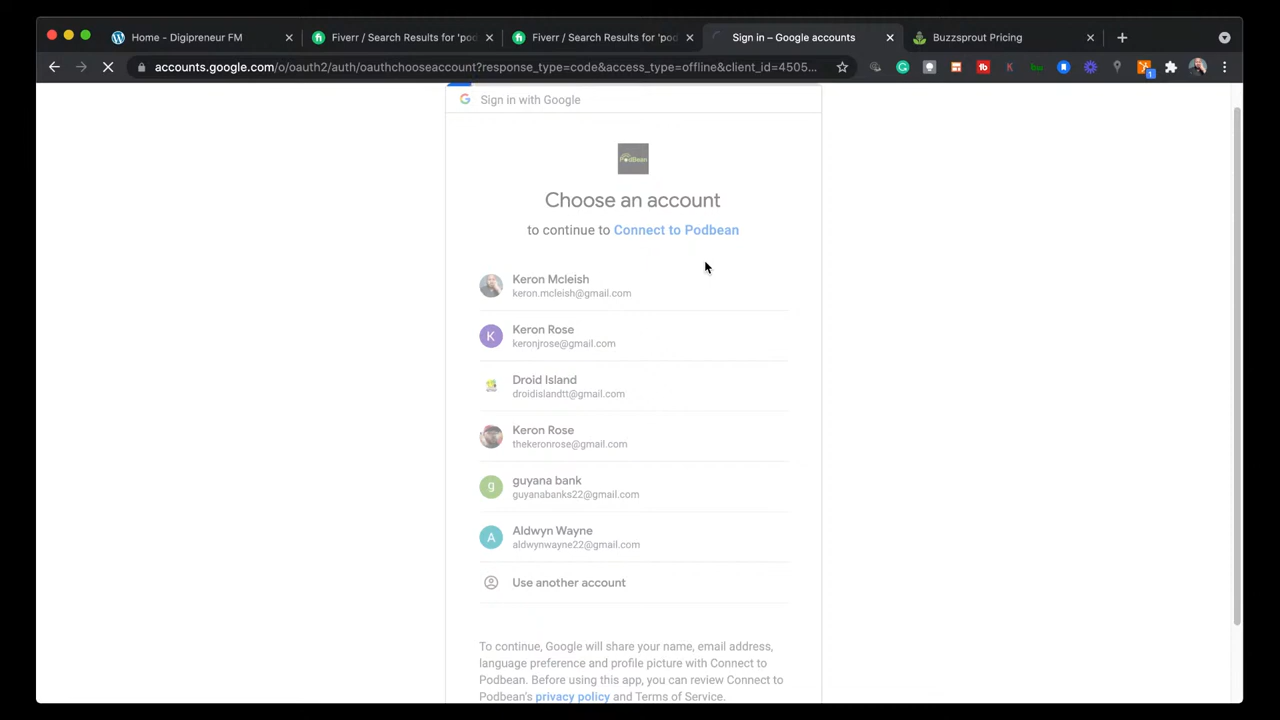 Home - Digipreneur FM
Fiverr / Search Results for 'pod
Fiverr / Search Results for 'pod
Sign in – Google accounts
Buzzsprout Pricing
accounts.google.com/o/oauth2/auth/oauthchooseaccount?response_type=code&access_type=offline&client_id=4505...
Sign in with Google
PodBean
Choose an account
to continue to Connect to Podbean
Keron Mcleish
keron.mcleish@gmail.com
K
Keron Rose
keronjrose@gmail.com
Droid Island
droidislandtt@gmail.com
Keron Rose
thekeronrose@gmail.com
g
guyana bank
guyanabanks22@gmail.com
A
Aldwyn Wayne
aldwynwayne22@gmail.com
Use another account
To continue, Google will share your name, email address,
language preference and profile picture with Connect to
Podbean. Before using this app, you can review Connect to
Podbean's privacy policy and Terms of Service.